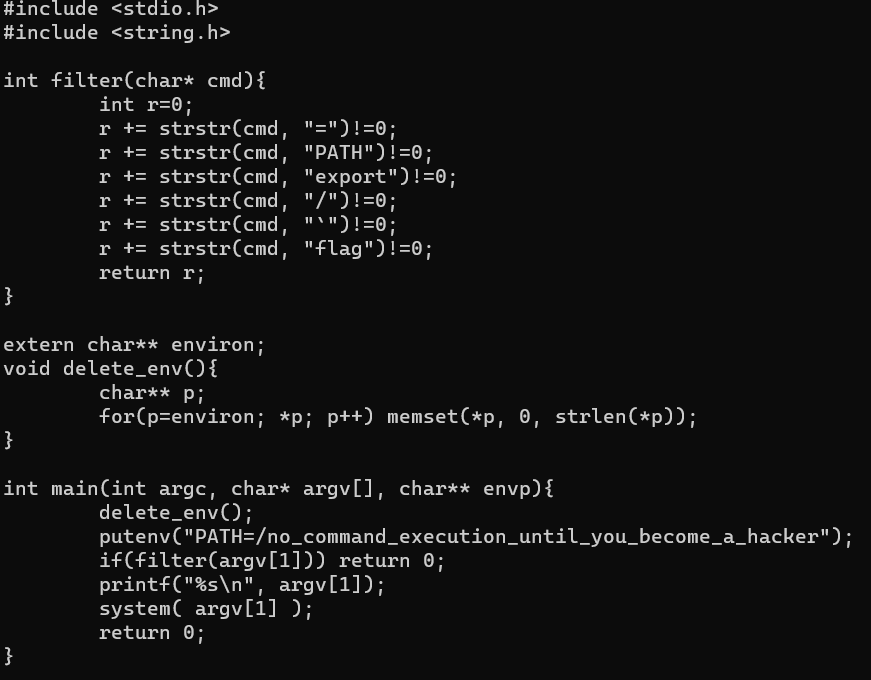 #include <stdio.h>
#include <string.h>

int filter(char* cmd){
        int r=0;
        r += strstr(cmd, "=")!=0;
        r += strstr(cmd, "PATH")!=0;
        r += strstr(cmd, "export")!=0;
        r += strstr(cmd, "/")!=0;
        r += strstr(cmd, "`")!=0;
        r += strstr(cmd, "flag")!=0;
        return r;
}

extern char** environ;
void delete_env(){
        char** p;
        for(p=environ; *p; p++) memset(*p, 0, strlen(*p));
}

int main(int argc, char* argv[], char** envp){
        delete_env();
        putenv("PATH=/no_command_execution_until_you_become_a_hacker");
        if(filter(argv[1])) return 0;
        printf("%s\n", argv[1]);
        system( argv[1] );
        return 0;
}